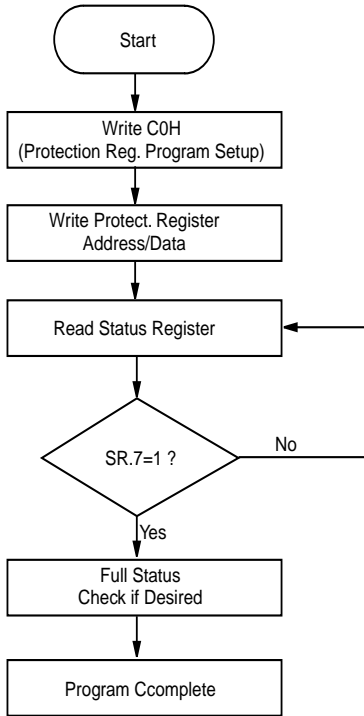 Start
Write C0H
(Protection Reg. Program Setup)
Write Protect. Register
Address/Data
Read Status Register
SR.7=1 ?
No
Yes
Full Status
Check if Desired
Program Ccomplete